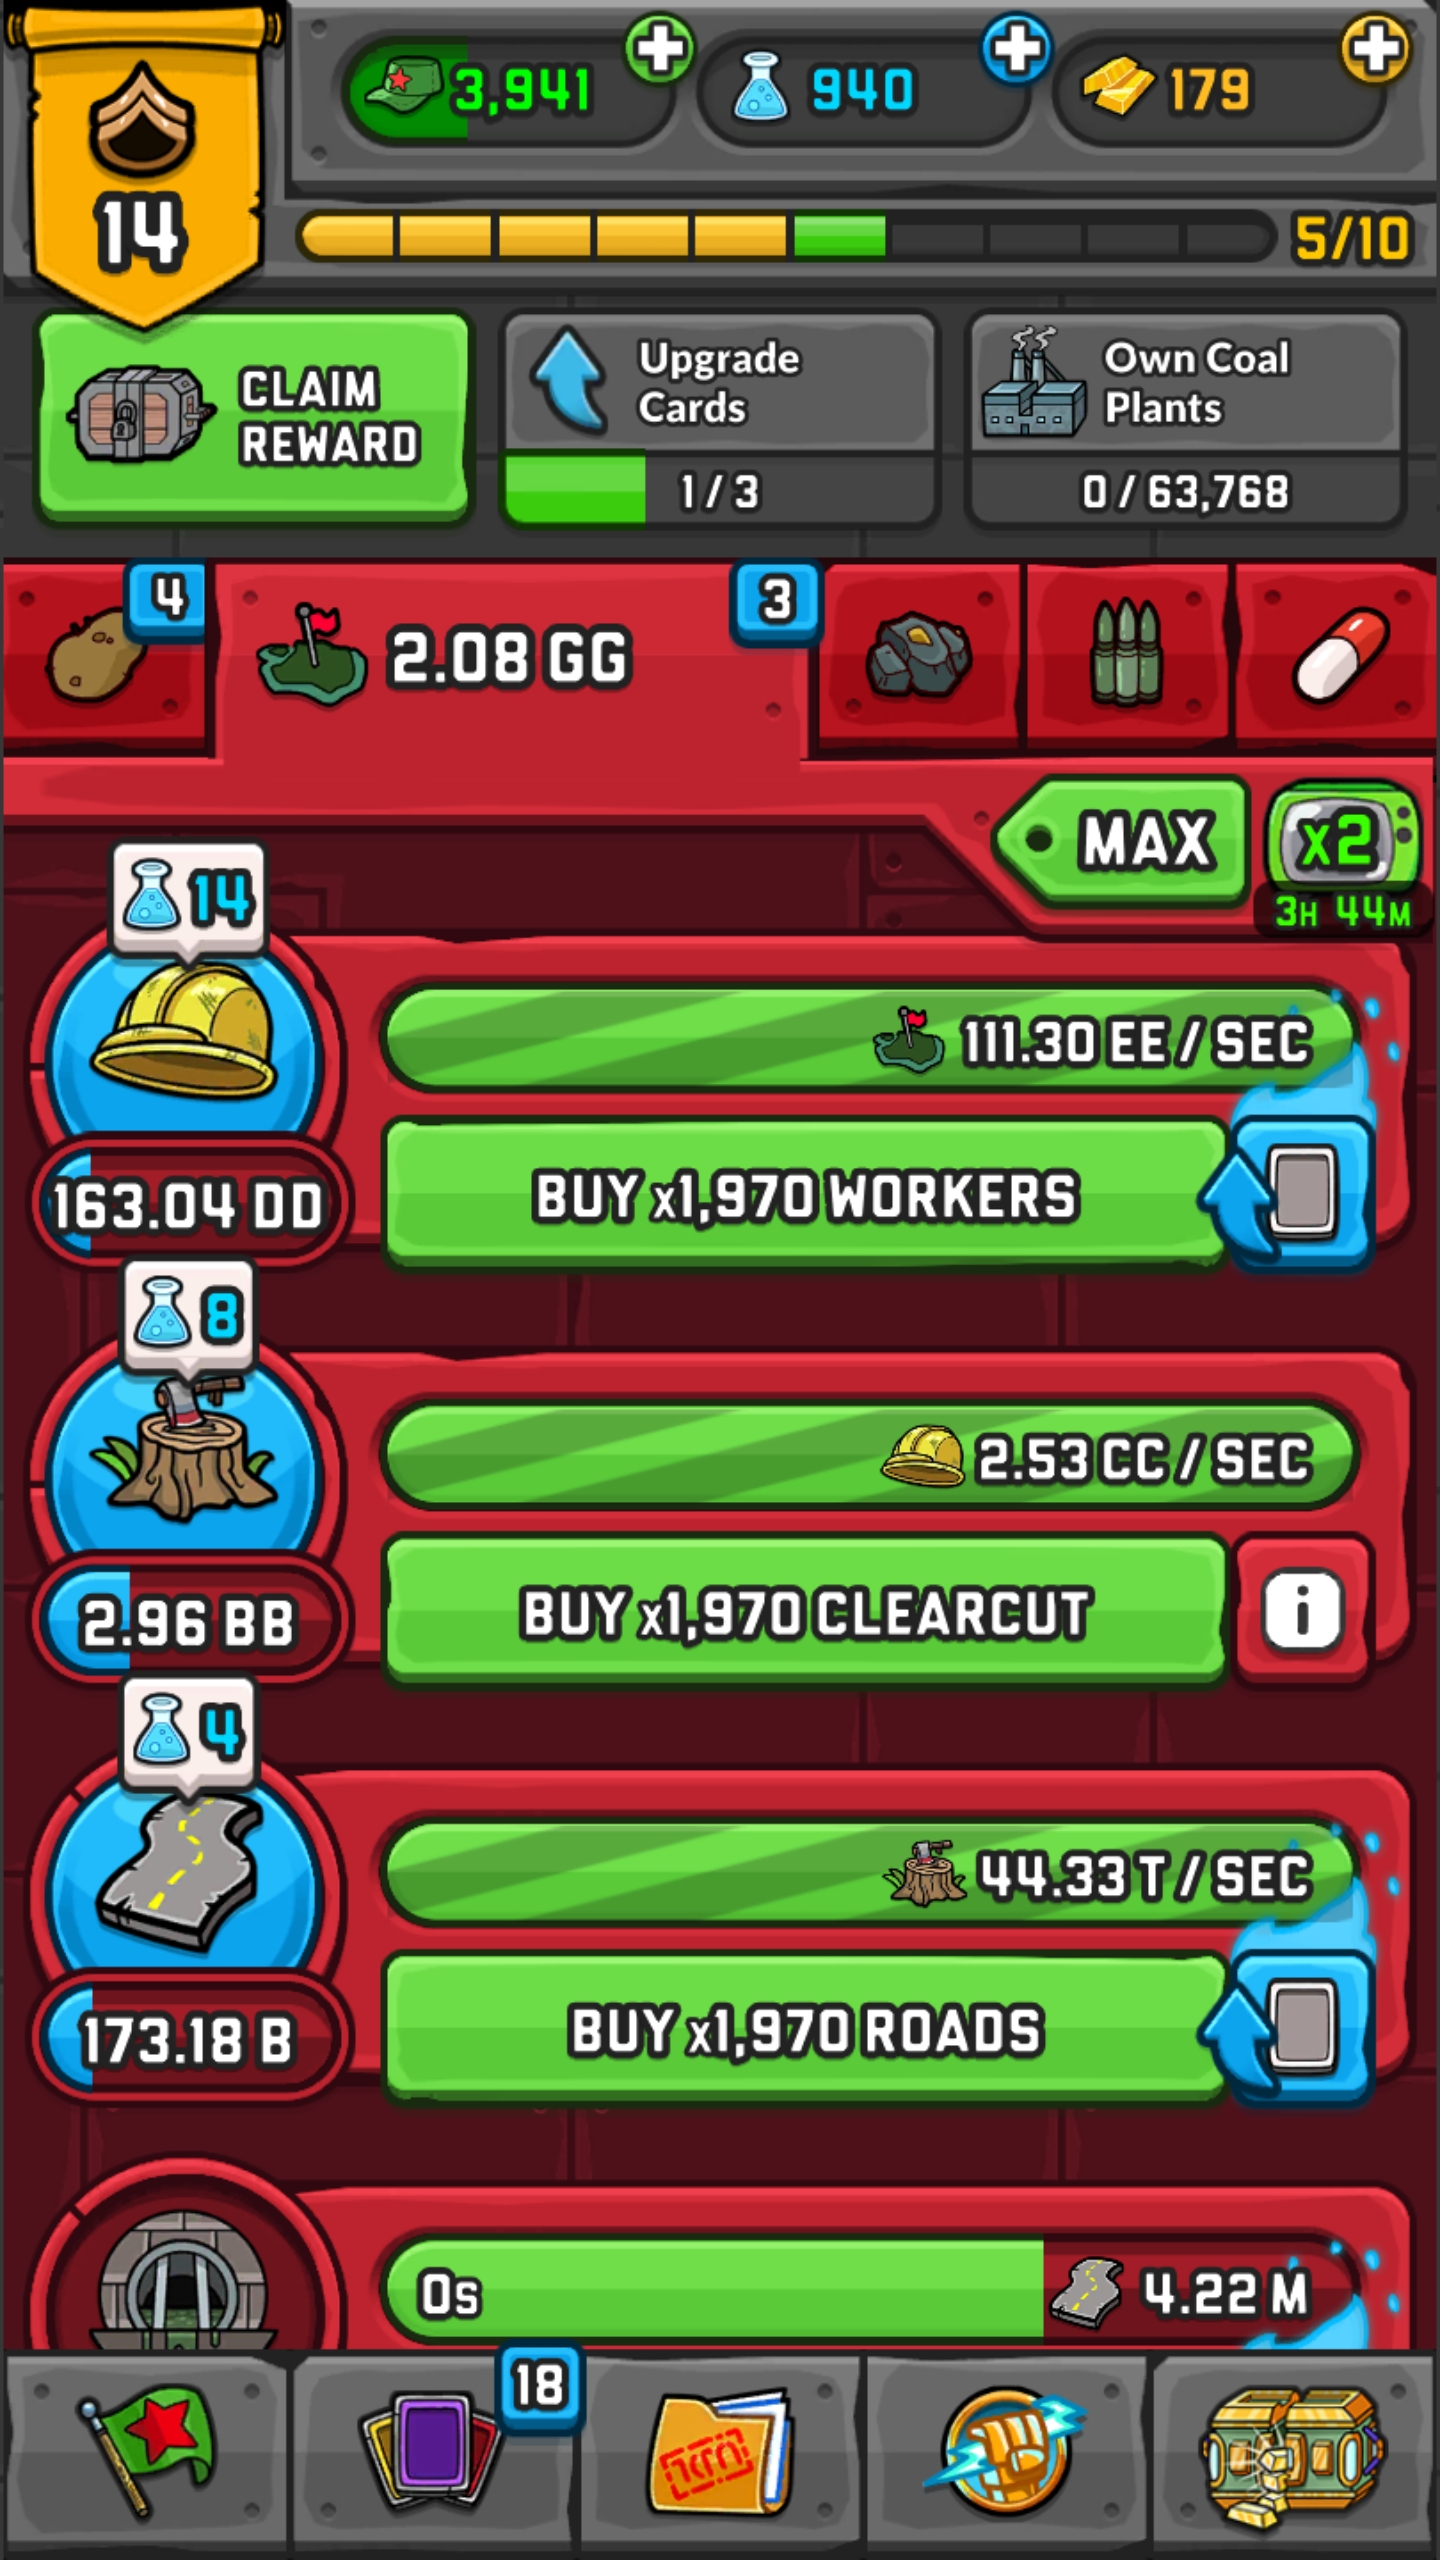 3,941
940
179
14
5/10
CLAIM
REWARD
Upgrade
Cards
1/3
Own Coal
Plants
0/63,768
4
2.08 GG
3
MAX
x2
3H 44M
14
111.30 EE / SEC
163.04 DD
BUY x1,970 WORKERS
8
2.53 CC / SEC
2.96 BB
BUY x1,970 CLEARCUT
i
4
44.33 T / SEC
173.18 B
BUY x1,970 ROADS
0s
4.22 M
18